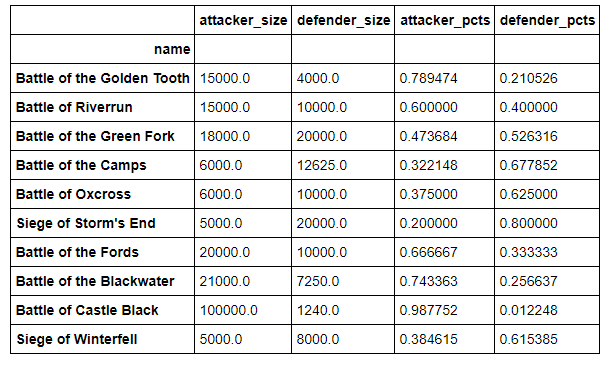 attacker_size defender_size attacker_pcts defender_pcts
name
Battle of the Golden Tooth 15000.0 4000.0 0.789474 0.210526
Battle of Riverrun 15000.0 10000.0 0.600000 0.400000
Battle of the Green Fork 18000.0 20000.0 0.473684 0.526316
Battle of the Camps 6000.0 12625.0 0.322148 0.677852
Battle of Oxcross 6000.0 10000.0 0.375000 0.625000
Siege of Storm's End 5000.0 20000.0 0.200000 0.800000
Battle of the Fords 20000.0 10000.0 0.666667 0.333333
Battle of the Blackwater 21000.0 7250.0 0.743363 0.256637
Battle of Castle Black 100000.0 1240.0 0.987752 0.012248
Siege of Winterfell 5000.0 8000.0 0.384615 0.615385